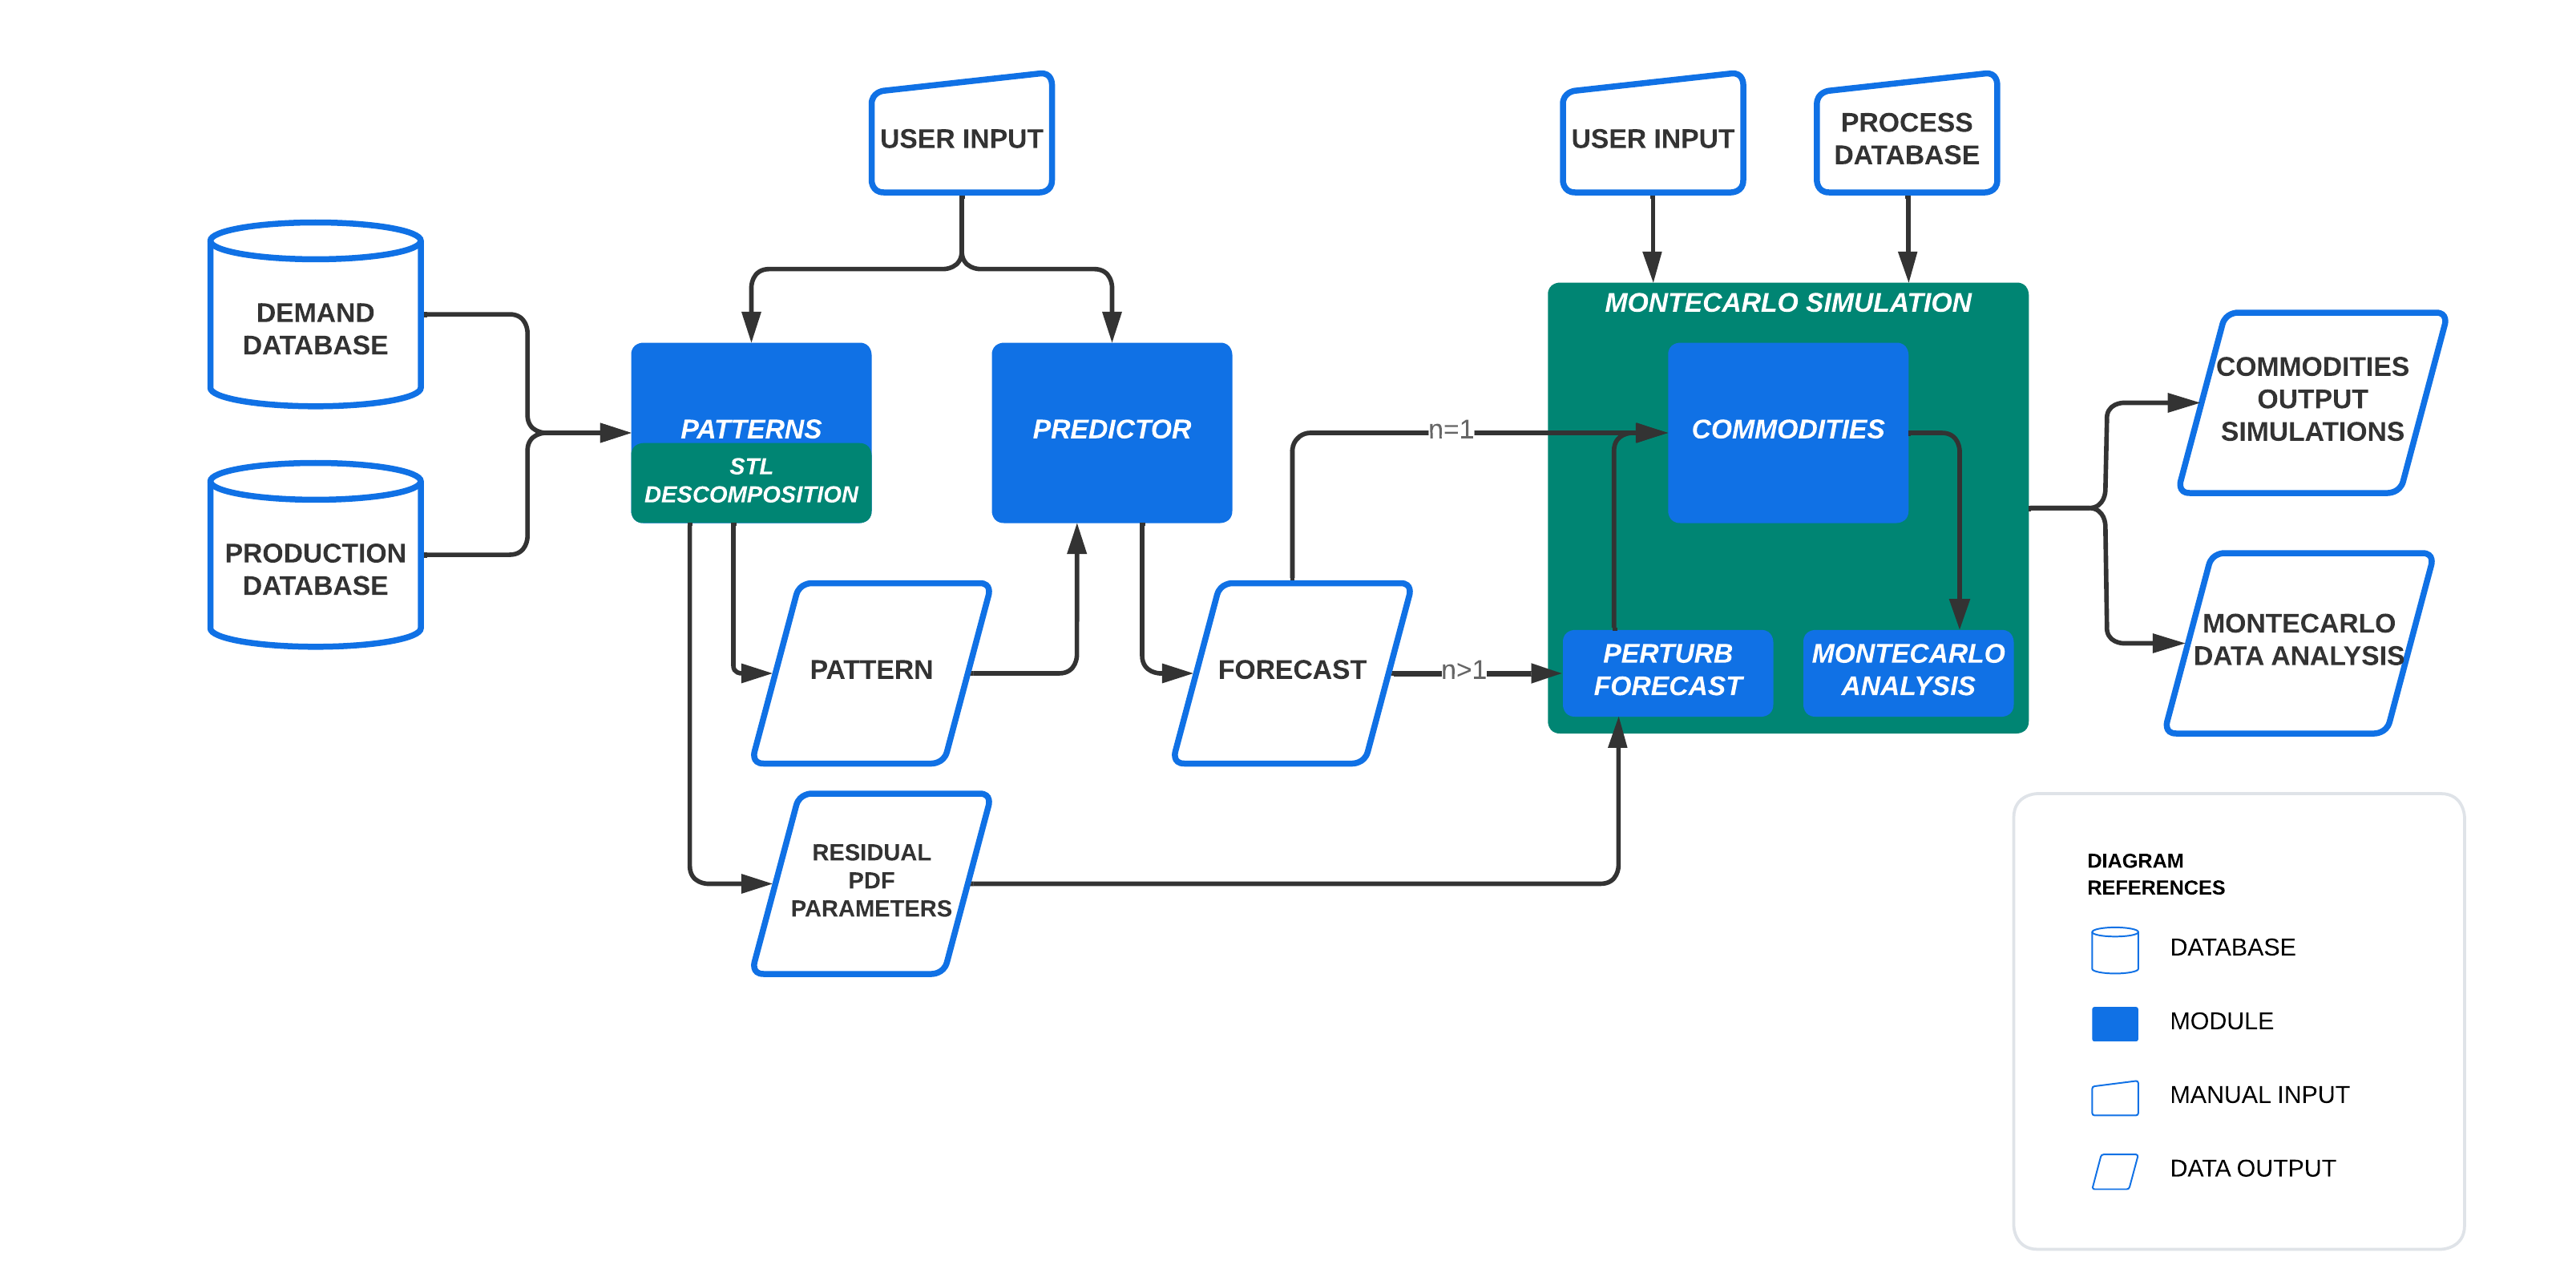 USER INPUT
USER INPUT
PROCESS
DATABASE
DEMAND
DATABASE
PRODUCTION
DATABASE
PATTERNS
STL
DESCOMPOSITION
PREDICTOR
PATTERN
RESIDUAL
PDF
PARAMETERS
FORECAST
n=1
n>1
MONTECARLO SIMULATION
COMMODITIES
PERTURB
FORECAST
MONTECARLO
ANALYSIS
COMMODITIES
OUTPUT
SIMULATIONS
MONTECARLO
DATA ANALYSIS
DIAGRAM
REFERENCES
DATABASE
MODULE
MANUAL INPUT
DATA OUTPUT